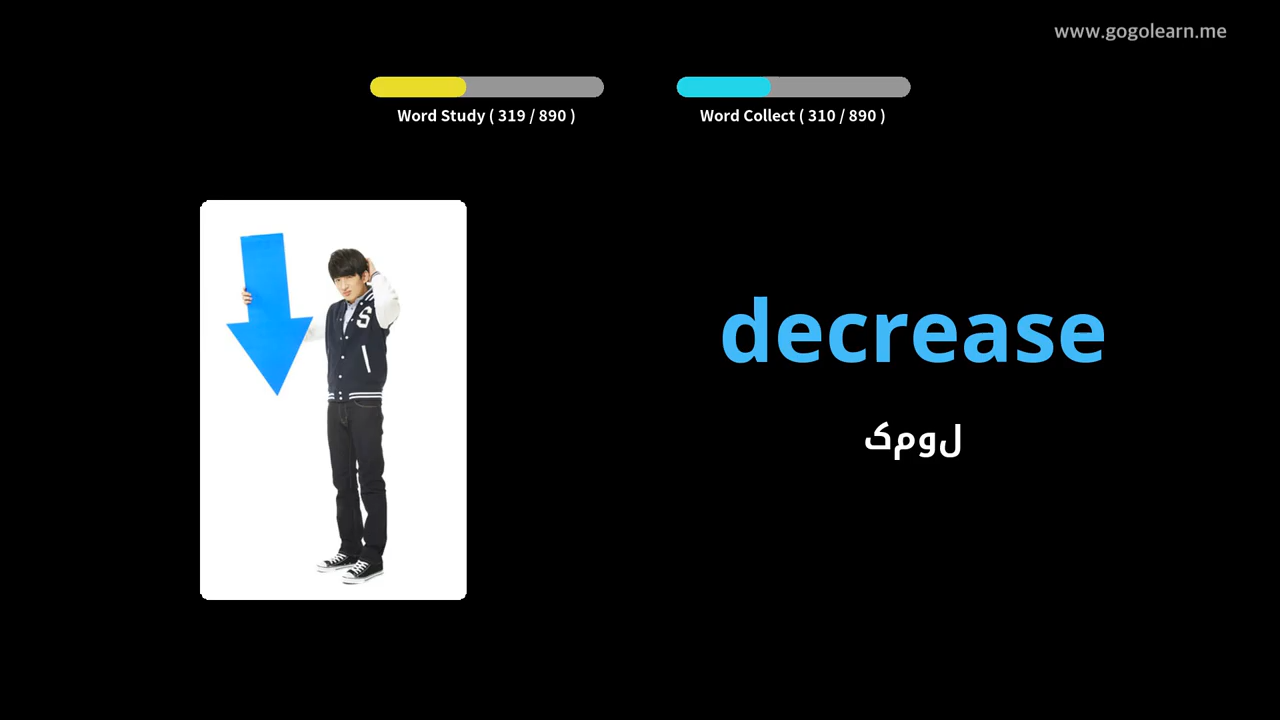 www.gogolearn.me
Word Study ( 319 / 890 )
Word Collect ( 310 / 890 )
decrease
کمول